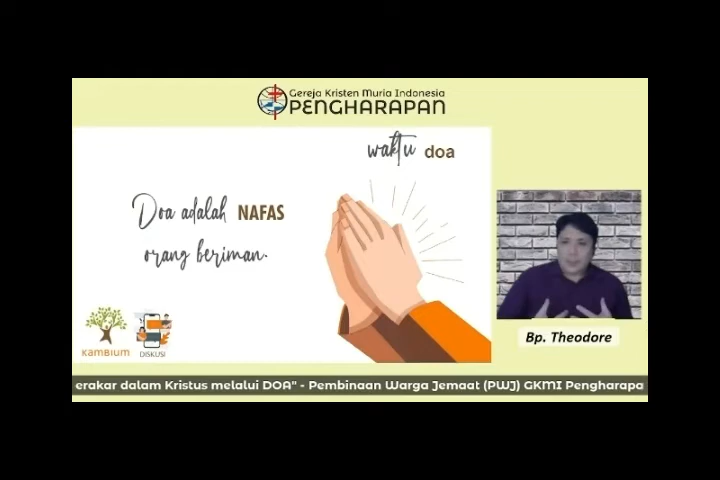 Gereja Kristen Muria Indonesia
PENGHARAPAN
waktu doa
Doa adalah NAFAS
orang beriman.
KAMBIUM
DISKUSI
Bp. Theodore
erakar dalam Kristus melalui DOA" - Pembinaan Warga Jemaat (PWJ) GKMI Pengharapa